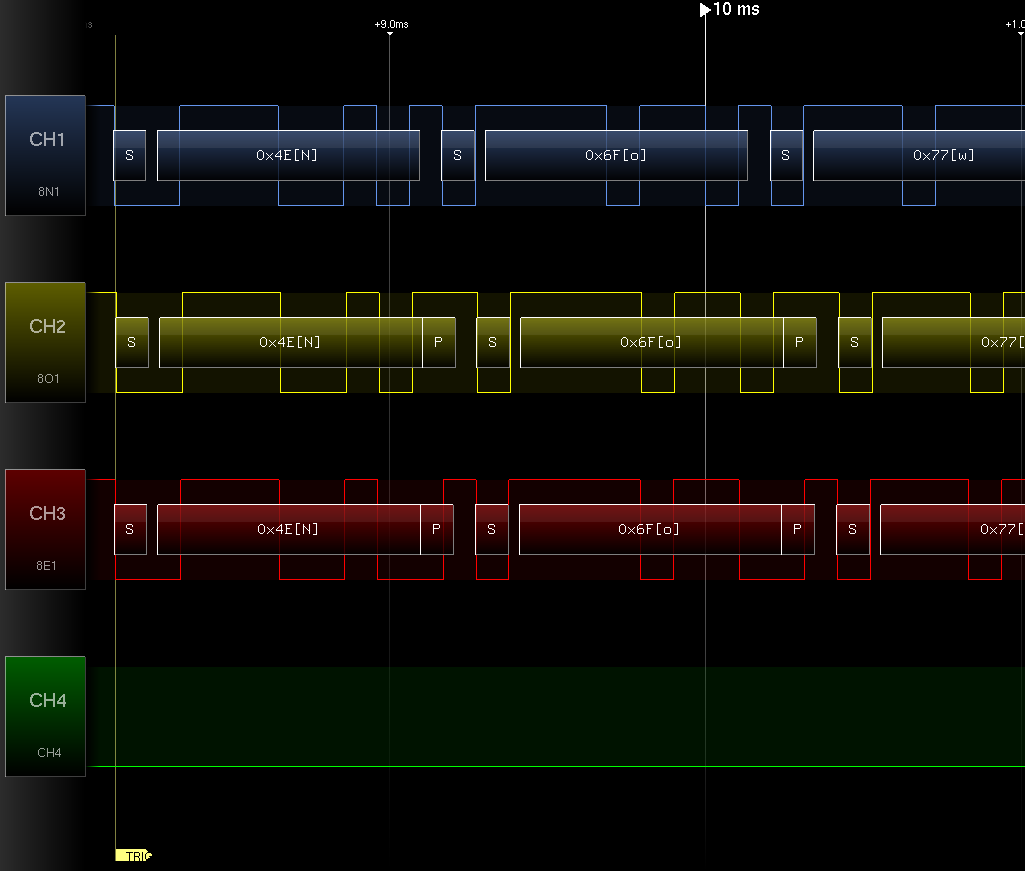 10 ms
s +9.0ms +1.0
CH1
S 0x4E[N] S 0x6F[o] S 0x77[w]
8N1
CH2
S 0x4E[N] P S 0x6F[o] P S 0x77[
8O1
CH3
S 0x4E[N] P S 0x6F[o] P S 0x77[
8E1
CH4
CH4
TRIG